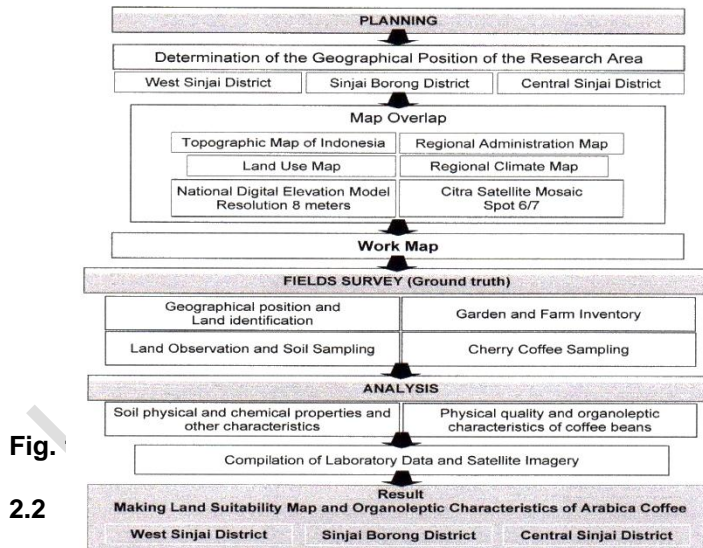 PLANNING
Determination of the Geographical Position of the Research Area
West Sinjai District
Sinjai Borong District
Central Sinjai District
Map Overlap
Topographic Map of Indonesia
Regional Administration Map
Land Use Map
Regional Climate Map
National Digital Elevation Model
Resolution 8 meters
Citra Satellite Mosaic
Spot 6/7
Work Map
FIELDS SURVEY (Ground truth)
Geographical position and
Land identification
Garden and Farm Inventory
Land Observation and Soil Sampling
Cherry Coffee Sampling
ANALYSIS
Soil physical and chemical properties and
other characteristics
Physical quality and organoleptic
characteristics of coffee beans
Fig.
Compilation of Laboratory Data and Satellite Imagery
2.2
Result
Making Land Suitability Map and Organoleptic Characteristics of Arabica Coffee
West Sinjai District
Sinjai Borong District
Central Sinjai District